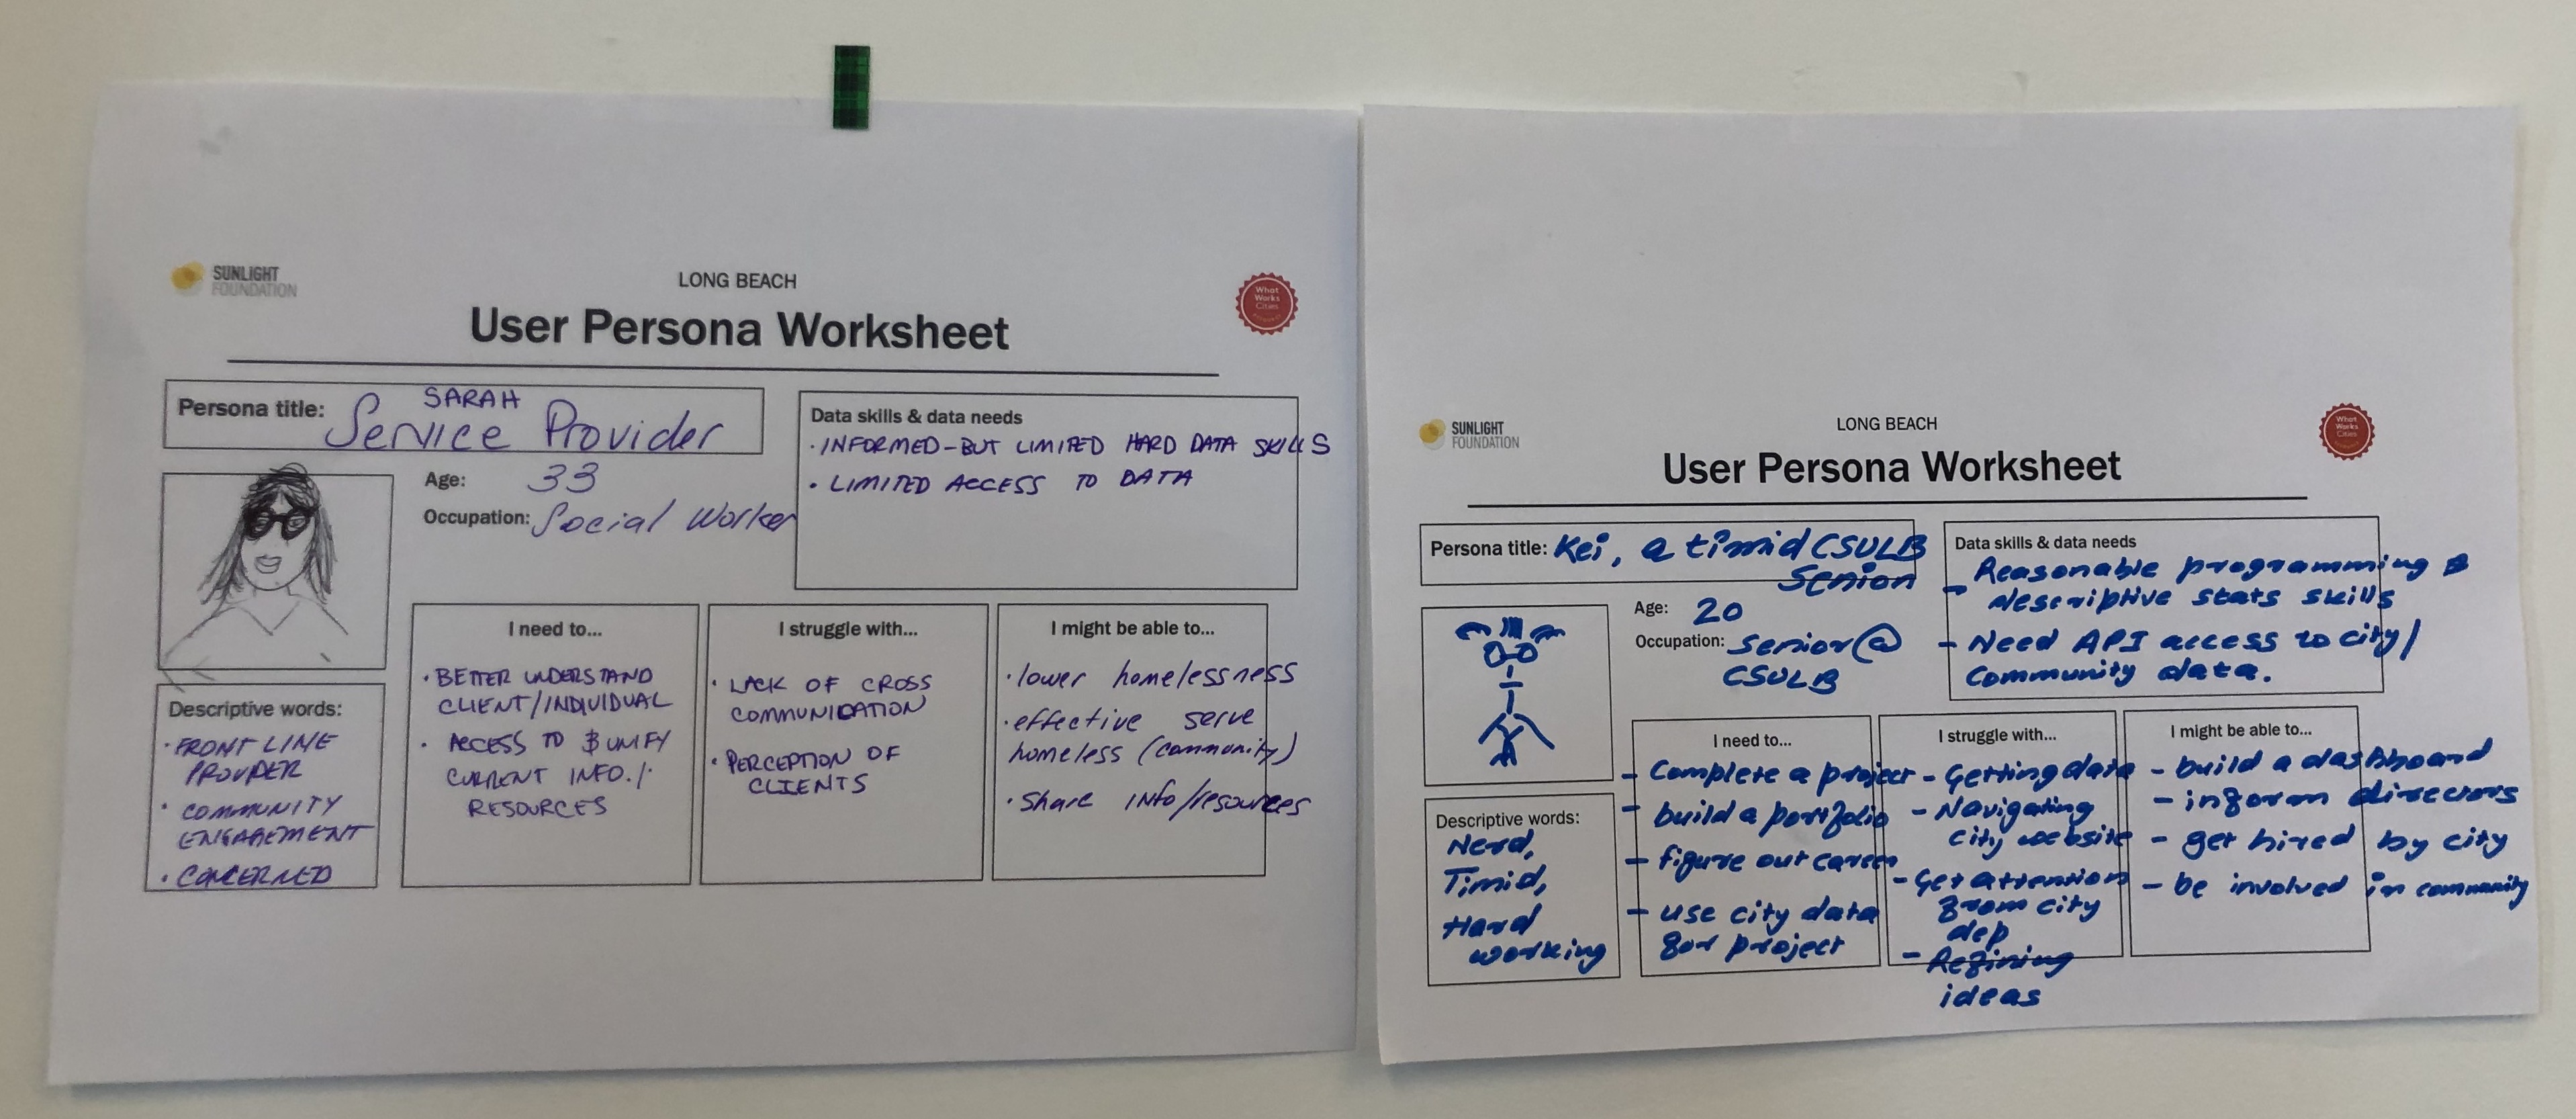 SUNLIGHT
FOUNDATION
LONG BEACH
What
Works
Cities
User Persona Worksheet
Persona title: SARAH
Service Provider
Age: 33
Occupation: Social Worker
Data skills & data needs
· INFORMED - BUT LIMITED HARD DATA SKILLS
· LIMITED ACCESS TO DATA
Descriptive words:
· FRONT LINE
PROVIDER
· COMMUNITY
ENGAGEMENT
· CONCERNED
I need to...
· BETTER UNDERSTAND
CLIENT/INDIVIDUAL
· ACCESS TO & UNIFY
CURRENT INFO./
RESOURCES
I struggle with...
· LACK OF CROSS
COMMUNICATION
· PERCEPTION OF
CLIENTS
I might be able to...
· lower homelessness
· effective serve
homeless (community)
· Share info/resources
SUNLIGHT
FOUNDATION
LONG BEACH
What
Works
Cities
User Persona Worksheet
Persona title: Kei, a timid CSULB
Senior
Age: 20
Occupation: Senior @
CSULB
Data skills & data needs
- Reasonable programming &
descriptive stats skills
- Need API access to city/
Community data.
Descriptive words:
Nerd,
Timid,
Hard
working
I need to...
- Complete a project
- build a portfolio
- figure out career
- use city data
for project
I struggle with...
- Getting data
- Navigating
city website
- Get attention
from city
dep
- Refining
ideas
I might be able to...
- build a dashboard
- inform directors
- get hired by city
- be involved in community